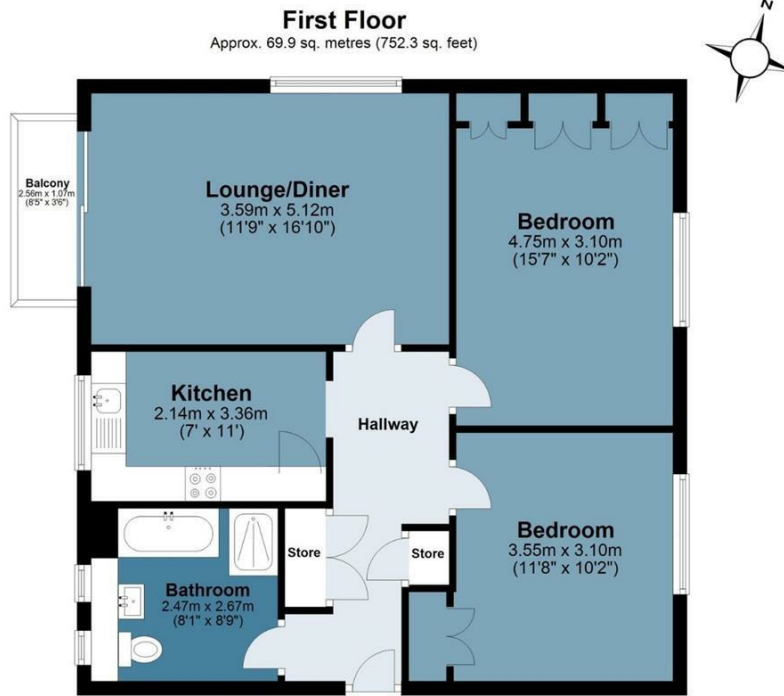 First Floor
Approx. 69.9 sq. metres (752.3 sq. feet)
N
Balcony
2.56m x 1.07m
(8'5" x 3'6")
Lounge/Diner
3.59m x 5.12m
(11'9" x 16'10")
Bedroom
4.75m x 3.10m
(15'7" x 10'2")
Kitchen
2.14m x 3.36m
(7' x 11')
Hallway
Store
Store
Bedroom
3.55m x 3.10m
(11'8" x 10'2")
Bathroom
2.47m x 2.67m
(8'1" x 8'9")